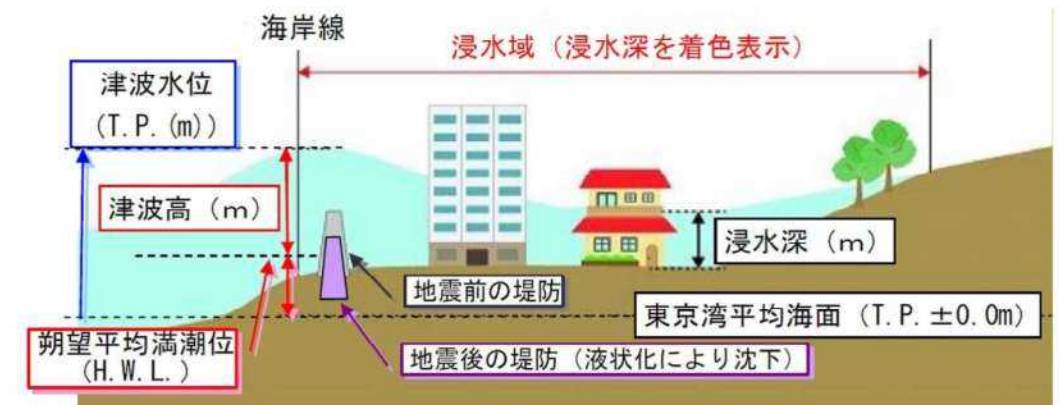 海岸線
浸水域（浸水深を着色表示）
津波水位
（T.P.(m)）
津波高（ｍ）
浸水深（ｍ）
地震前の堤防
東京湾平均海面（T.P.±0.0m）
朔望平均満潮位
（H.W.L.）
地震後の堤防（液状化により沈下）